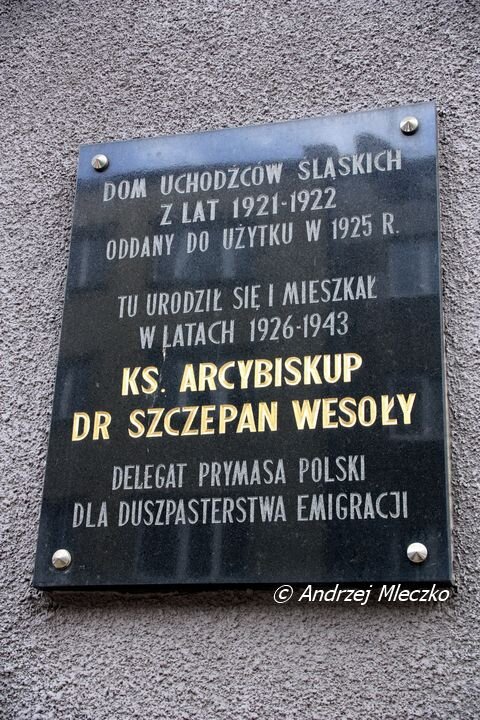 DOM UCHODŹCÓW ŚLĄSKICH
Z LAT 1921-1922
ODDANY DO UŻYTKU W 1925 R.
TU URODZIŁ SIĘ I MIESZKAŁ
W LATACH 1926-1943
KS. ARCYBISKUP
DR SZCZEPAN WESOŁY
DELEGAT PRYMASA POLSKI
DLA DUSZPASTERSTWA EMIGRACJI
© Andrzej Mleczko